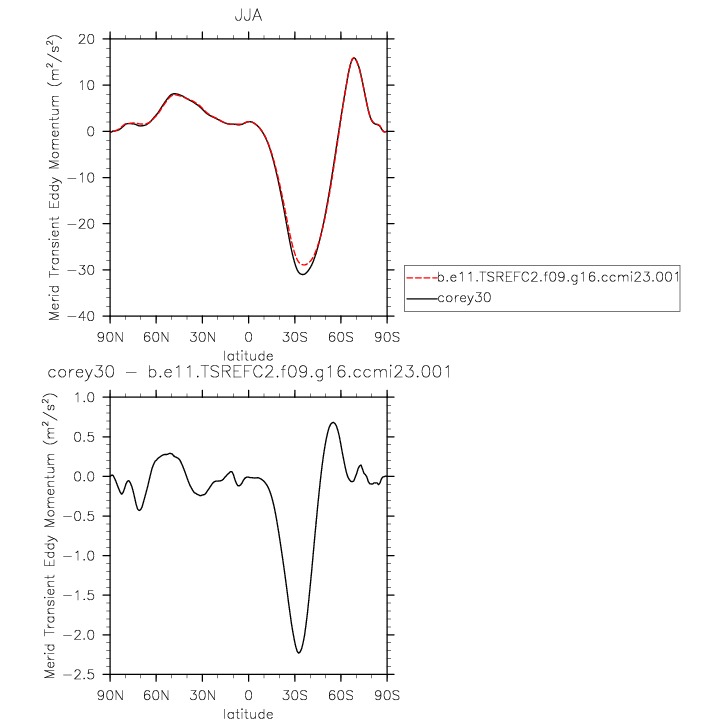 JJA
Merid Transient Eddy Momentum (m²/s²)
20
10
0
−10
−20
−30
−40
90N 60N 30N 0 30S 60S 90S
latitude
b.e11.TSREFC2.f09.g16.ccmi23.001
corey30
corey30 − b.e11.TSREFC2.f09.g16.ccmi23.001
Merid Transient Eddy Momentum (m²/s²)
1.0
0.5
0.0
−0.5
−1.0
−1.5
−2.0
−2.5
90N 60N 30N 0 30S 60S 90S
latitude